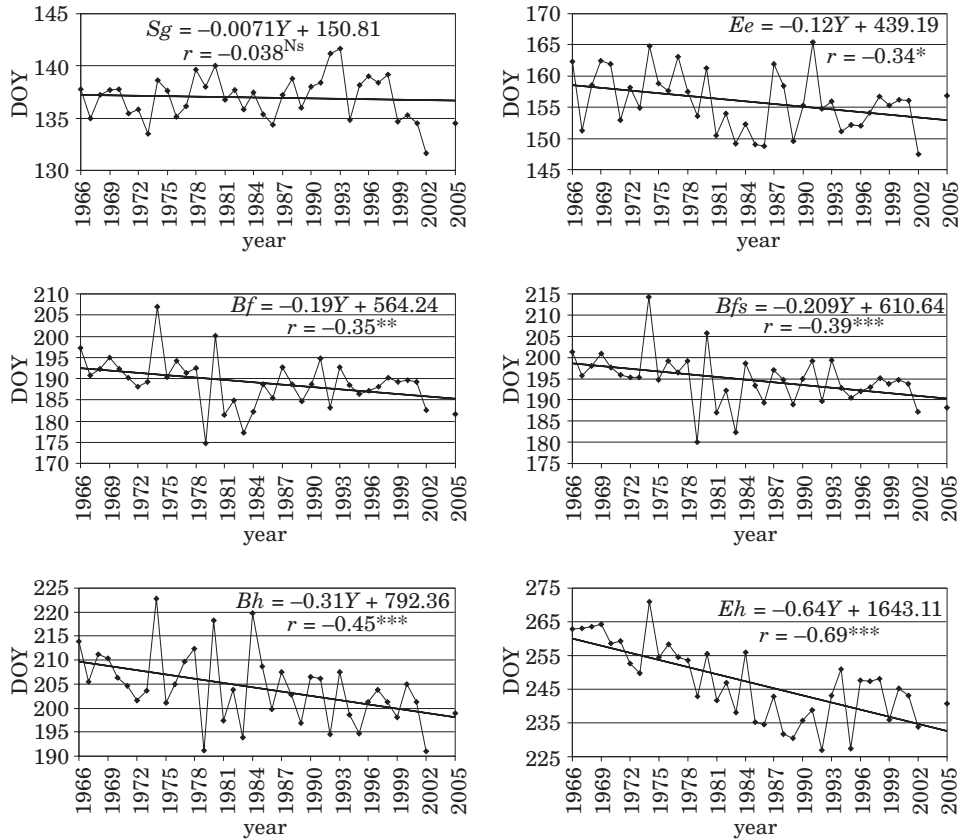 145
140
135
130
DOY
Sg = –0.0071Y + 150.81
r = –0.038Ns
1966 1969 1972 1975 1978 1981 1984 1987 1990 1993 1996 1999 2002 2005
year
170
165
160
155
150
145
DOY
Ee = –0.12Y + 439.19
r = –0.34*
1966 1969 1972 1975 1978 1981 1984 1987 1990 1993 1996 1999 2002 2005
year
210
205
200
195
190
185
180
175
170
DOY
Bf = –0.19Y + 564.24
r = –0.35**
1966 1969 1972 1975 1978 1981 1984 1987 1990 1993 1996 1999 2002 2005
year
215
210
205
200
195
190
185
180
175
DOY
Bfs = –0.209Y + 610.64
r = –0.39***
1966 1969 1972 1975 1978 1981 1984 1987 1990 1993 1996 1999 2002 2005
year
225
220
215
210
205
200
195
190
DOY
Bh = –0.31Y + 792.36
r = –0.45***
1966 1969 1972 1975 1978 1981 1984 1987 1990 1993 1996 1999 2002 2005
year
275
265
255
245
235
225
DOY
Eh = –0.64Y + 1643.11
r = –0.69***
1966 1969 1972 1975 1978 1981 1984 1987 1990 1993 1996 1999 2002 2005
year